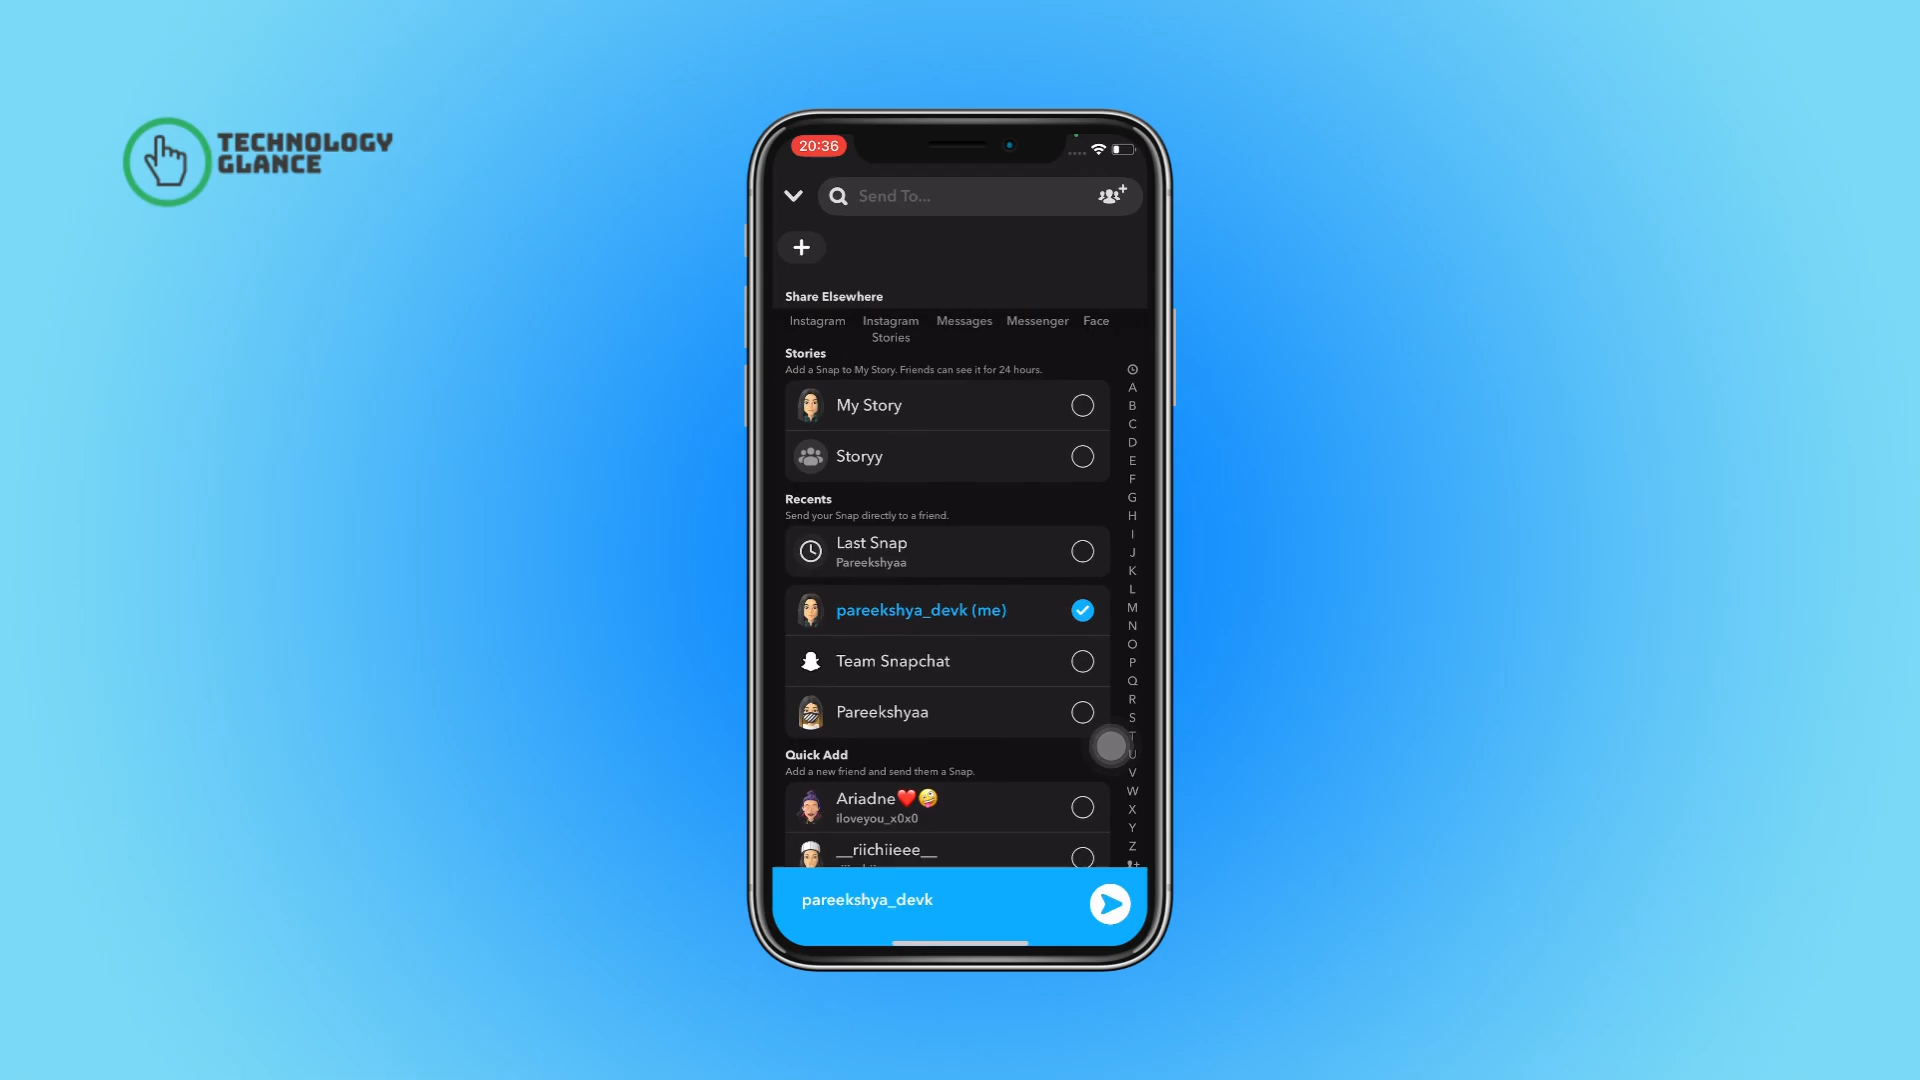 TECHNOLOGY
GLANCE
20:36
Send To...
Share Elsewhere
Instagram
Instagram
Stories
Messages
Messenger
Face
Stories
Add a Snap to My Story. Friends can see it for 24 hours.
My Story
Storyy
Recents
Send your Snap directly to a friend.
Last Snap
Pareekshyaa
pareekshya_devk (me)
Team Snapchat
Pareekshyaa
Quick Add
Add a new friend and send them a Snap.
Ariadne❤️🤪
iloveyou_x0x0
__riichiieee__
A
B
C
D
E
F
G
H
I
J
K
L
M
N
O
P
Q
R
S
T
U
V
W
X
Y
Z
pareekshya_devk